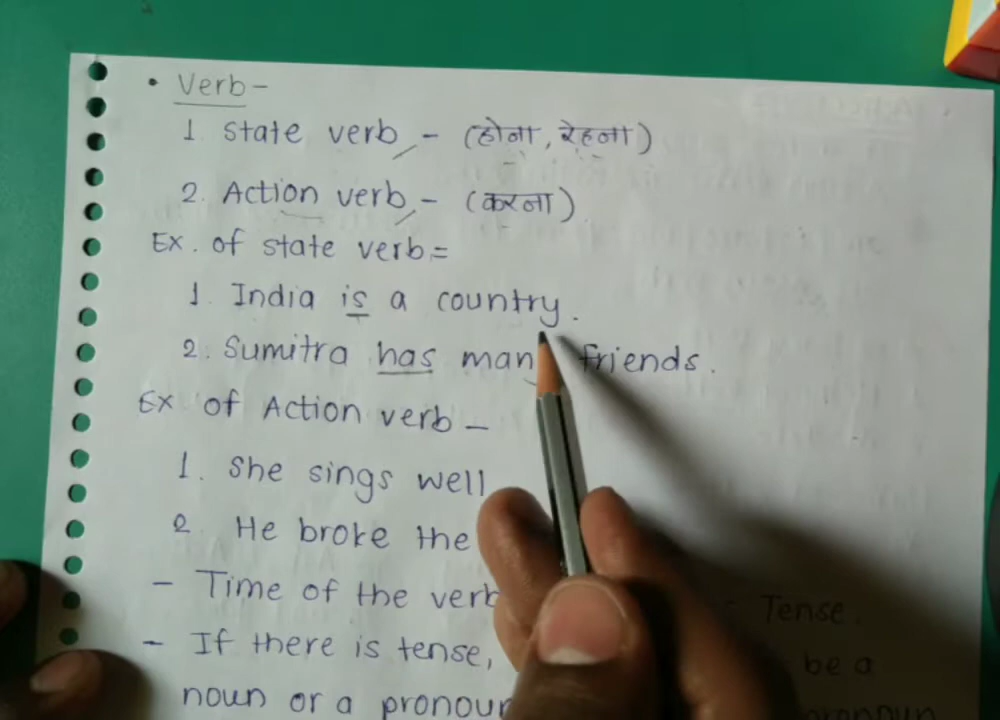 • Verb-
1 State verb - (होना, रेहना)
2. Action verb - (करना)
Ex. of state verb=
1. India is a country.
2. Sumitra has many friends.
Ex of Action verb -
1. She sings well
2 He broke the
- Time of the verb Tense.
- If there is tense, be a
noun or a pronoun